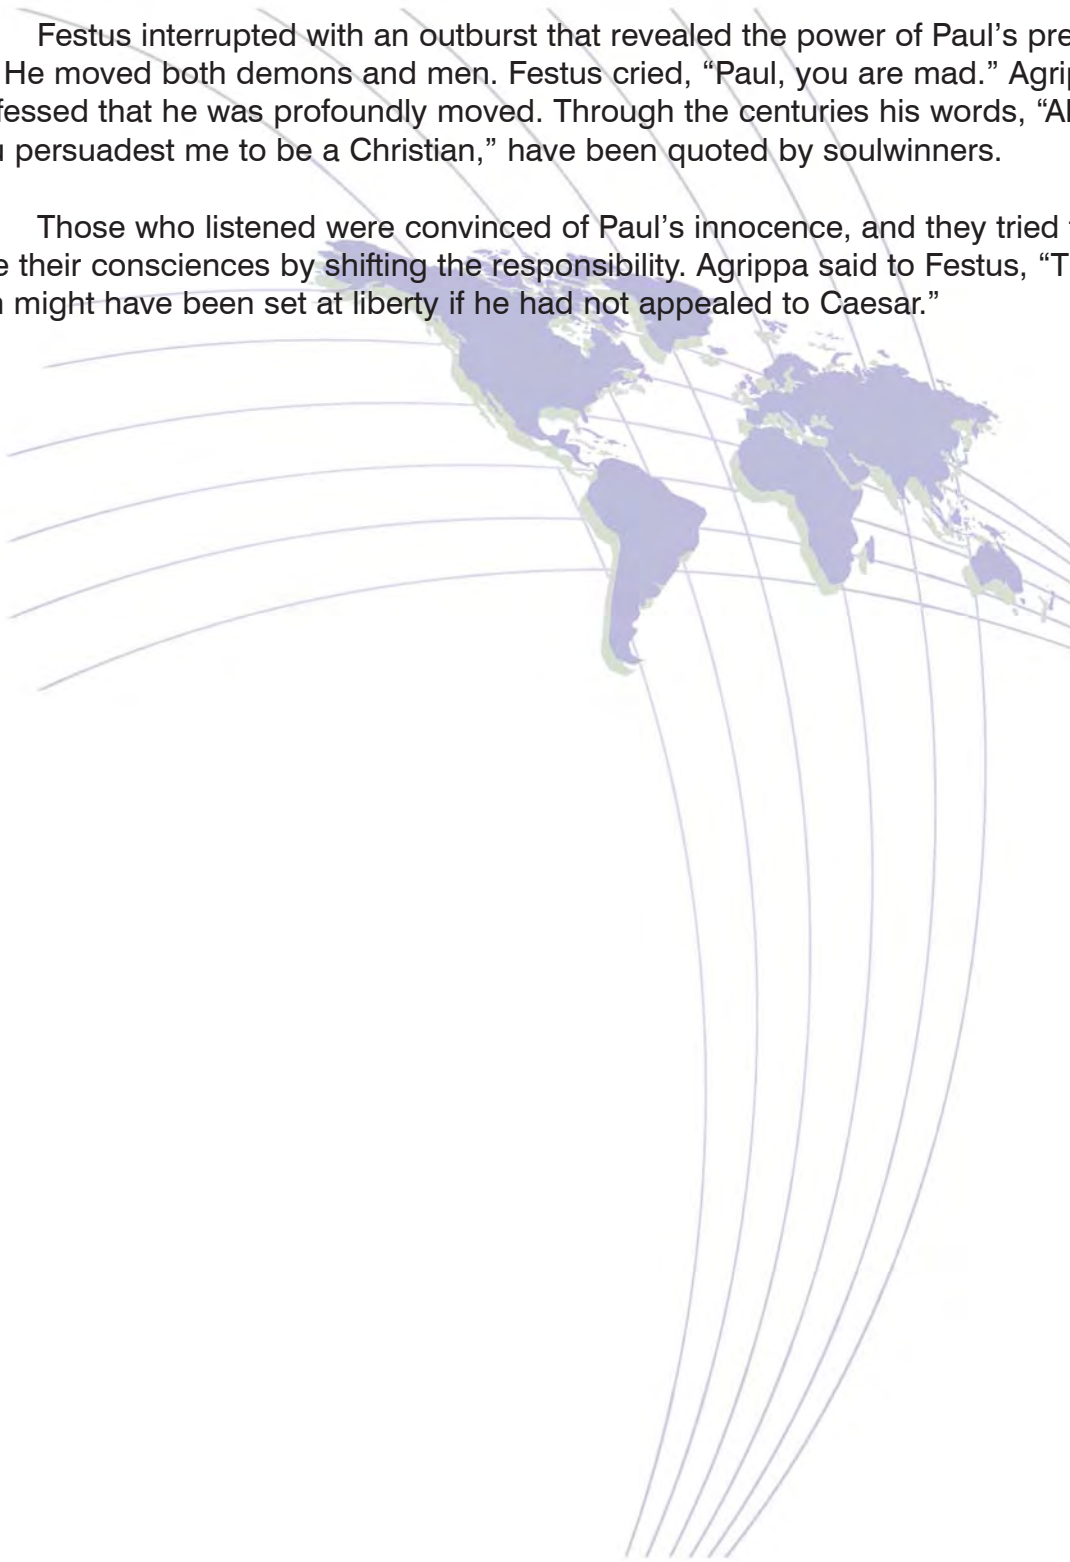 Festus interrupted with an outburst that revealed the power of Paul’s pre
He moved both demons and men. Festus cried, “Paul, you are mad.” Agrip
fessed that he was profoundly moved. Through the centuries his words, “Al
u persuadest me to be a Christian,” have been quoted by soulwinners.
Those who listened were convinced of Paul’s innocence, and they tried
e their consciences by shifting the responsibility. Agrippa said to Festus, “T
might have been set at liberty if he had not appealed to Caesar.”